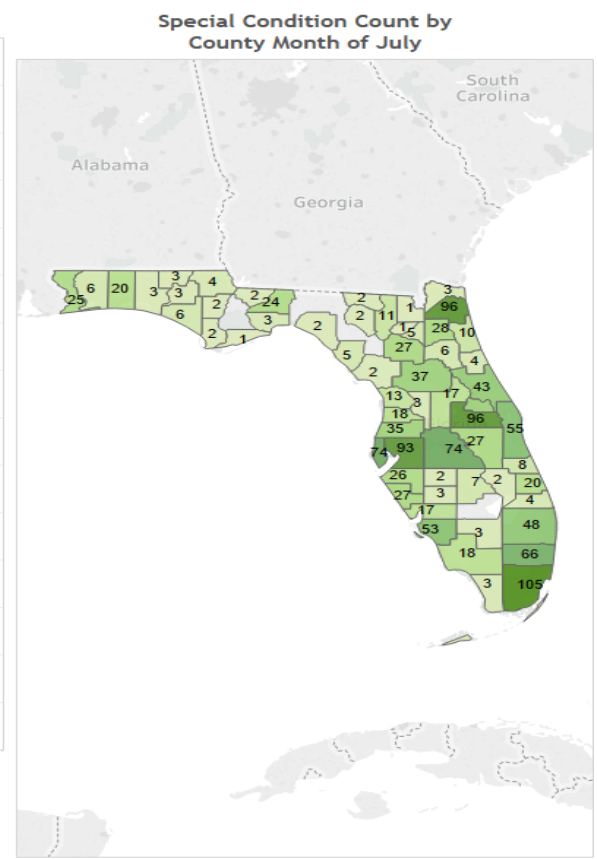 Special Condition Count by
County Month of July
South
Carolina
Alabama
Georgia
3
25 6 20 3 3 4
2 24
2
3
6
2
1
2
3
2 11 1 96
2
1 5 28 10
5
27 6 4
2
37
17 43
13 3
18 96
35 55
74 93 74 27
8
26 2 7 2 20
27 3 4
17
53 3 48
18 66
3 105